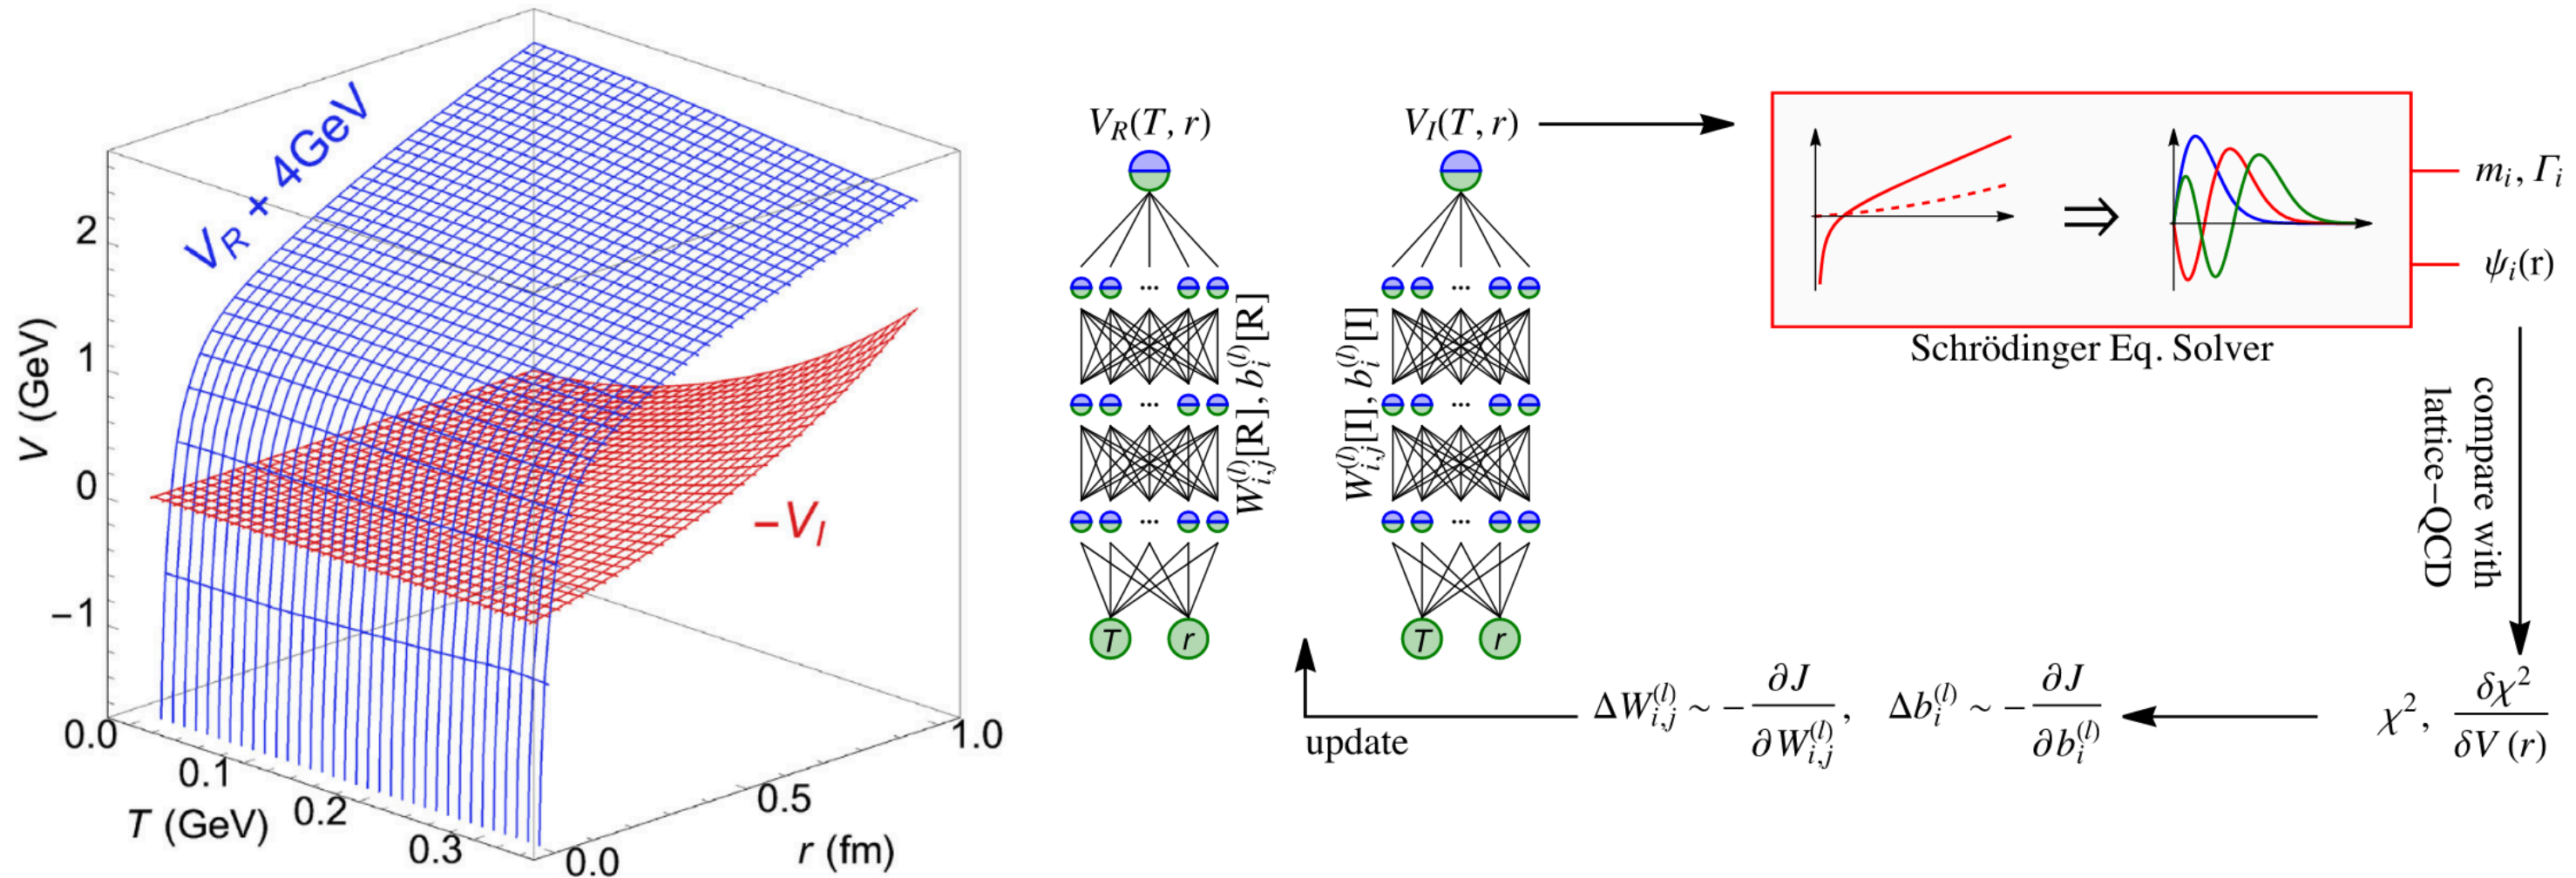 V_R + 4GeV
−V_I
V (GeV)
2
1
0
−1
0.0
0.1
0.2
0.3
T (GeV)
0.0
0.5
1.0
r (fm)
V_R(T, r)
V_I(T, r)
... ...
W_{i,j}^{(l)}[R], b_i^{(l)}[R]
W_{i,j}^{(l)}[I], b_i^{(l)}[I]
... ...
... ...
T r
T r
⇒
Schrödinger Eq. Solver
m_i, Γ_i
ψ_i(r)
compare with
lattice−QCD
χ², δχ²/δV (r)
ΔW_{i,j}^{(l)} ∼ − ∂J/∂W_{i,j}^{(l)}, Δb_i^{(l)} ∼ − ∂J/∂b_i^{(l)}
update